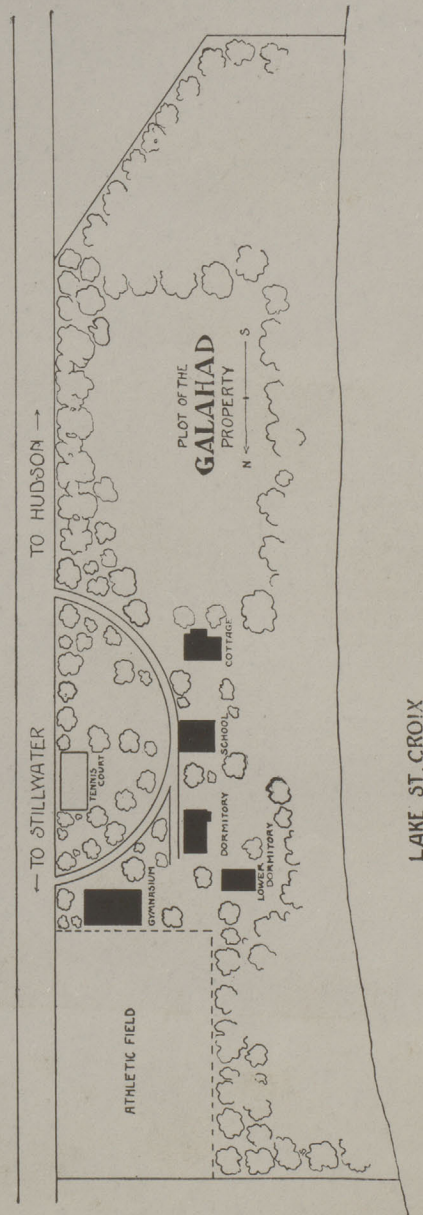 ← TO STILLWATER
TO HUDSON →
PLOT OF THE
GALAHAD
PROPERTY
N
S
TENNIS
COURT
GYMNASIUM
ATHLETIC FIELD
DORMITORY
SCHOOL
COTTAGE
LOWER
DORMITORY
LAKE ST CROIX